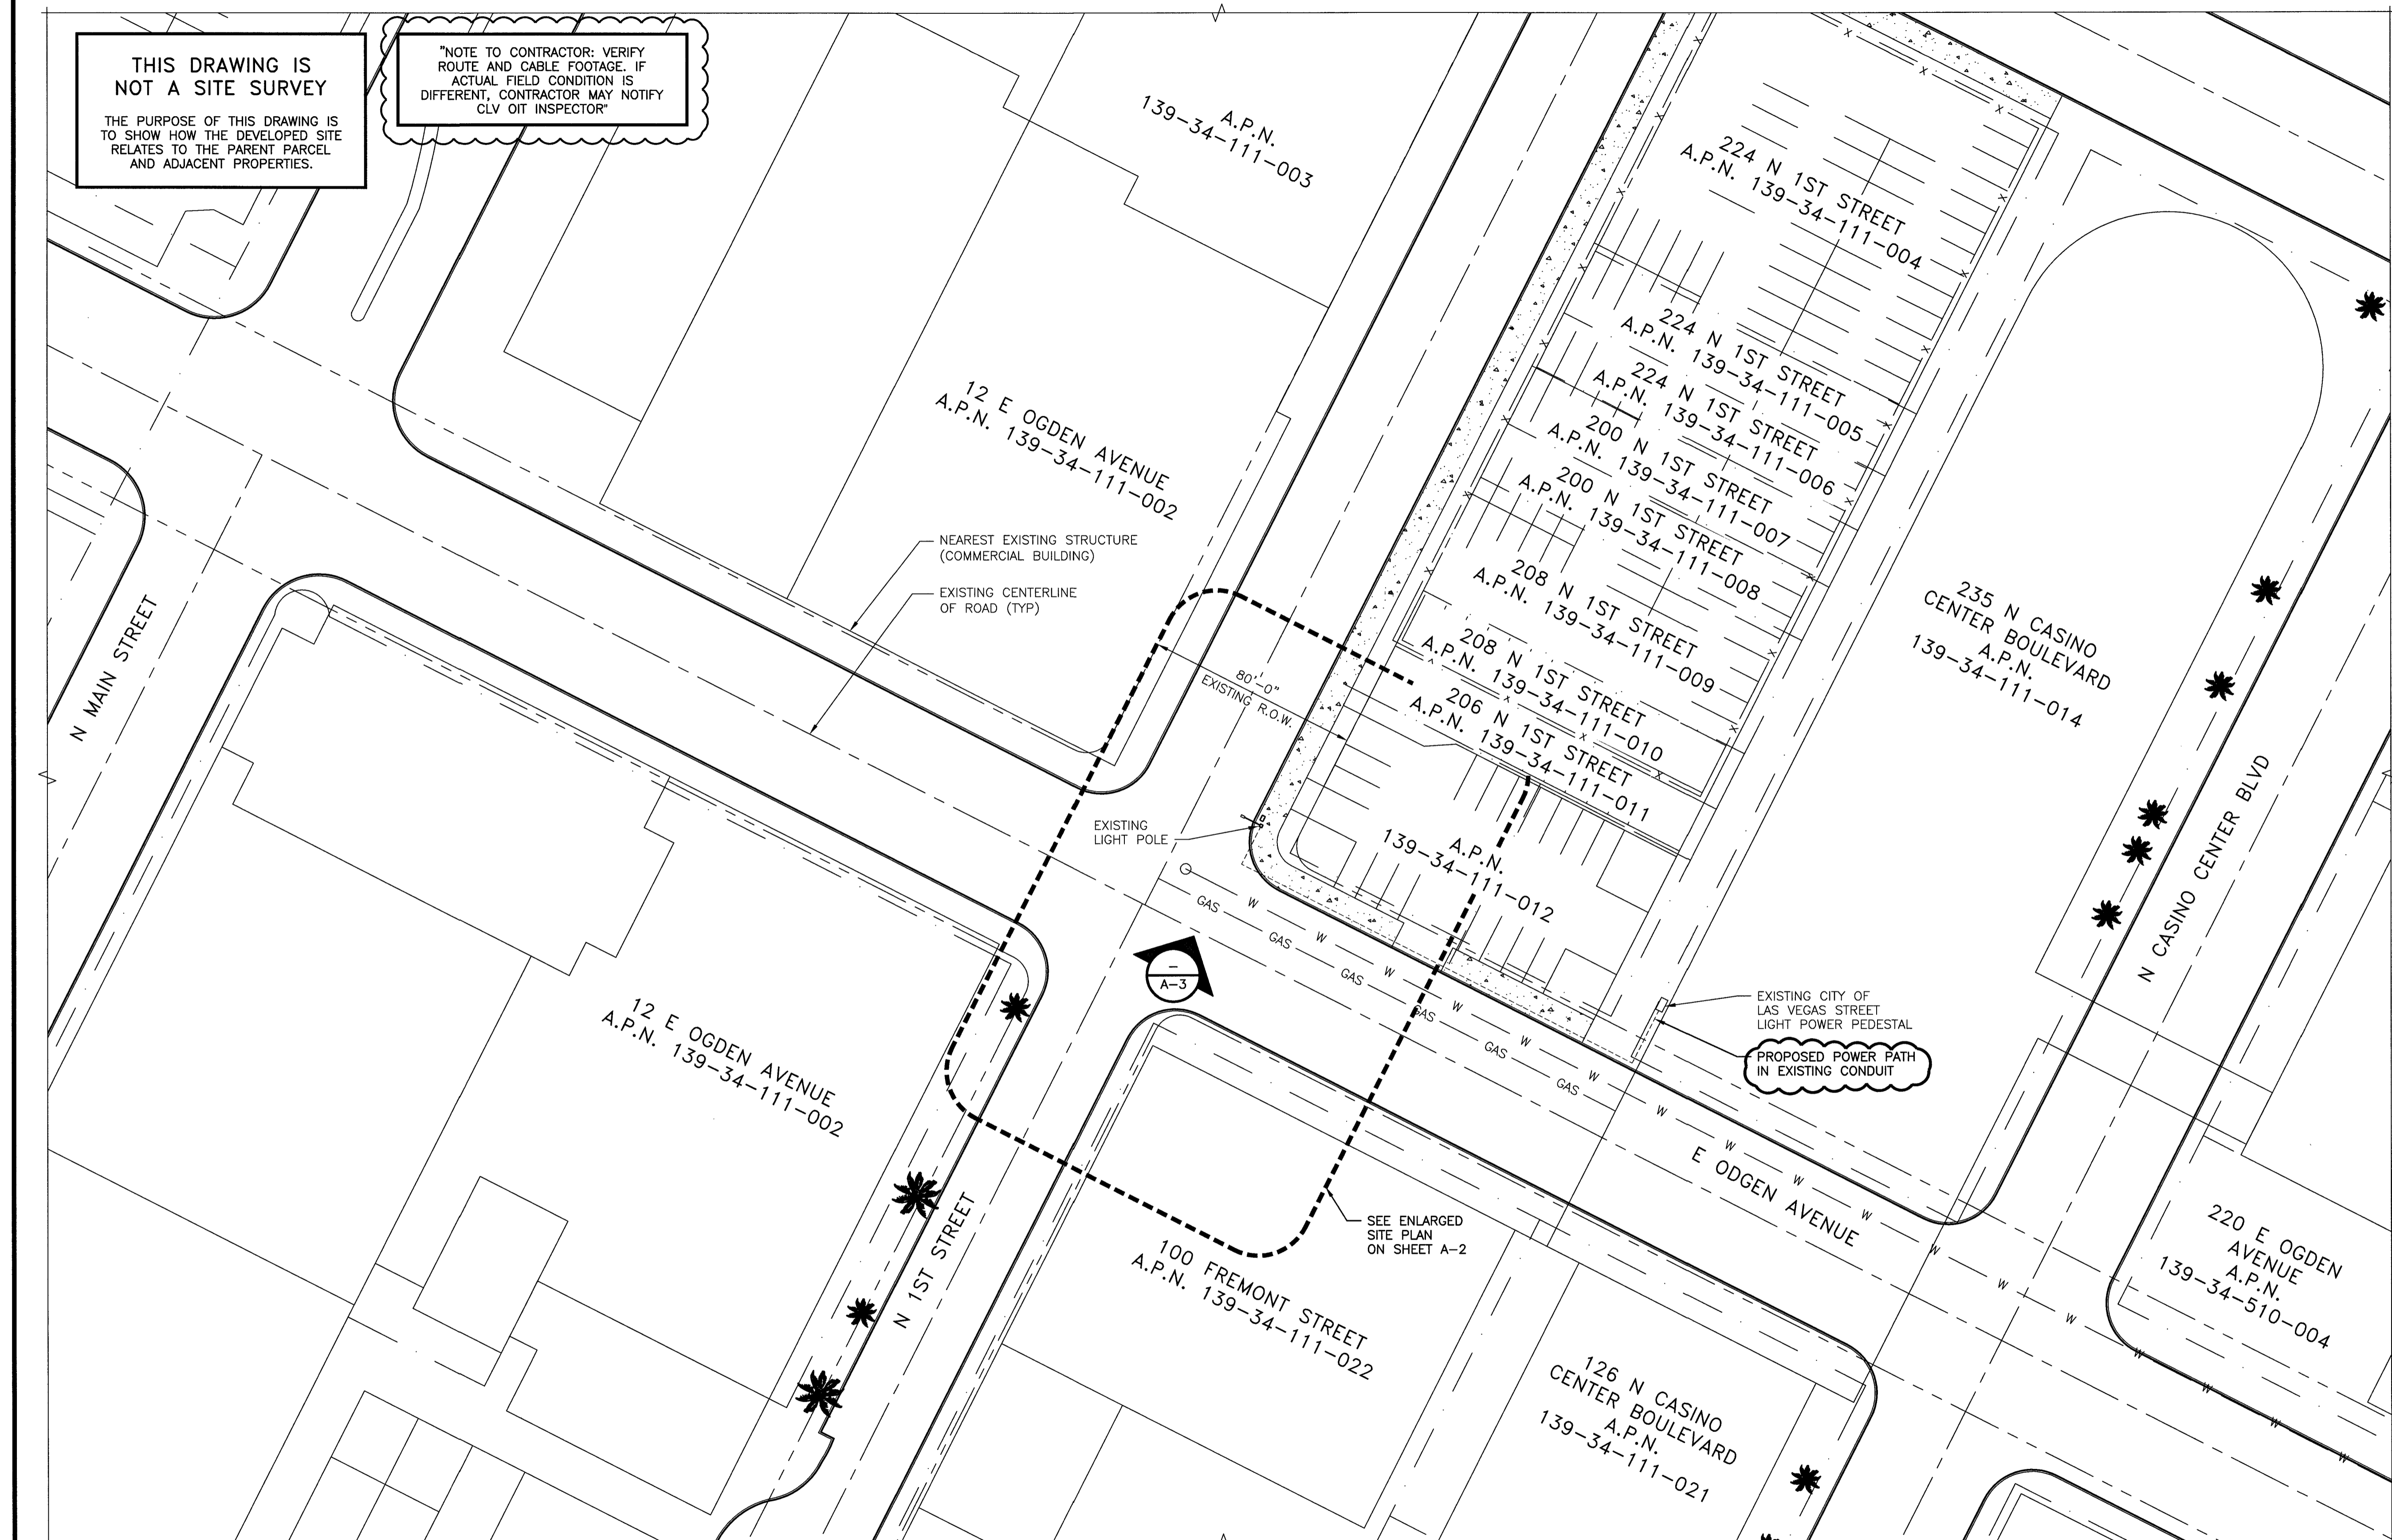 THIS DRAWING IS
NOT A SITE SURVEY
THE PURPOSE OF THIS DRAWING IS
TO SHOW HOW THE DEVELOPED SITE
RELATES TO THE PARENT PARCEL
AND ADJACENT PROPERTIES.
"NOTE TO CONTRACTOR: VERIFY
ROUTE AND CABLE FOOTAGE. IF
ACTUAL FIELD CONDITION IS
DIFFERENT, CONTRACTOR MAY NOTIFY
CLV OIT INSPECTOR"
A.P.N.
139-34-111-003
224 N 1ST STREET
A.P.N. 139-34-111-004
224 N 1ST STREET
A.P.N. 139-34-111-005
224 N 1ST STREET
A.P.N. 139-34-111-006
200 N 1ST STREET
A.P.N. 139-34-111-007
200 N 1ST STREET
A.P.N. 139-34-111-008
208 N 1ST STREET
A.P.N. 139-34-111-009
208 N 1ST STREET
A.P.N. 139-34-111-010
206 N 1ST STREET
A.P.N. 139-34-111-011
A.P.N.
139-34-111-012
12 E OGDEN AVENUE
A.P.N. 139-34-111-002
NEAREST EXISTING STRUCTURE
(COMMERCIAL BUILDING)
EXISTING CENTERLINE
OF ROAD (TYP)
80'-0"
EXISTING R.O.W.
235 N CASINO
CENTER BOULEVARD
A.P.N.
139-34-111-014
N MAIN STREET
N CASINO CENTER BLVD
EXISTING
LIGHT POLE
W W W W W W W W W W W W W W W W W
GAS GAS GAS GAS GAS GAS
–
A-3
EXISTING CITY OF
LAS VEGAS STREET
LIGHT POWER PEDESTAL
PROPOSED POWER PATH
IN EXISTING CONDUIT
12 E OGDEN AVENUE
A.P.N. 139-34-111-002
E ODGEN AVENUE
N 1ST STREET
SEE ENLARGED
SITE PLAN
ON SHEET A-2
100 FREMONT STREET
A.P.N. 139-34-111-022
126 N CASINO
CENTER BOULEVARD
A.P.N.
139-34-111-021
220 E OGDEN
AVENUE
A.P.N.
139-34-510-004